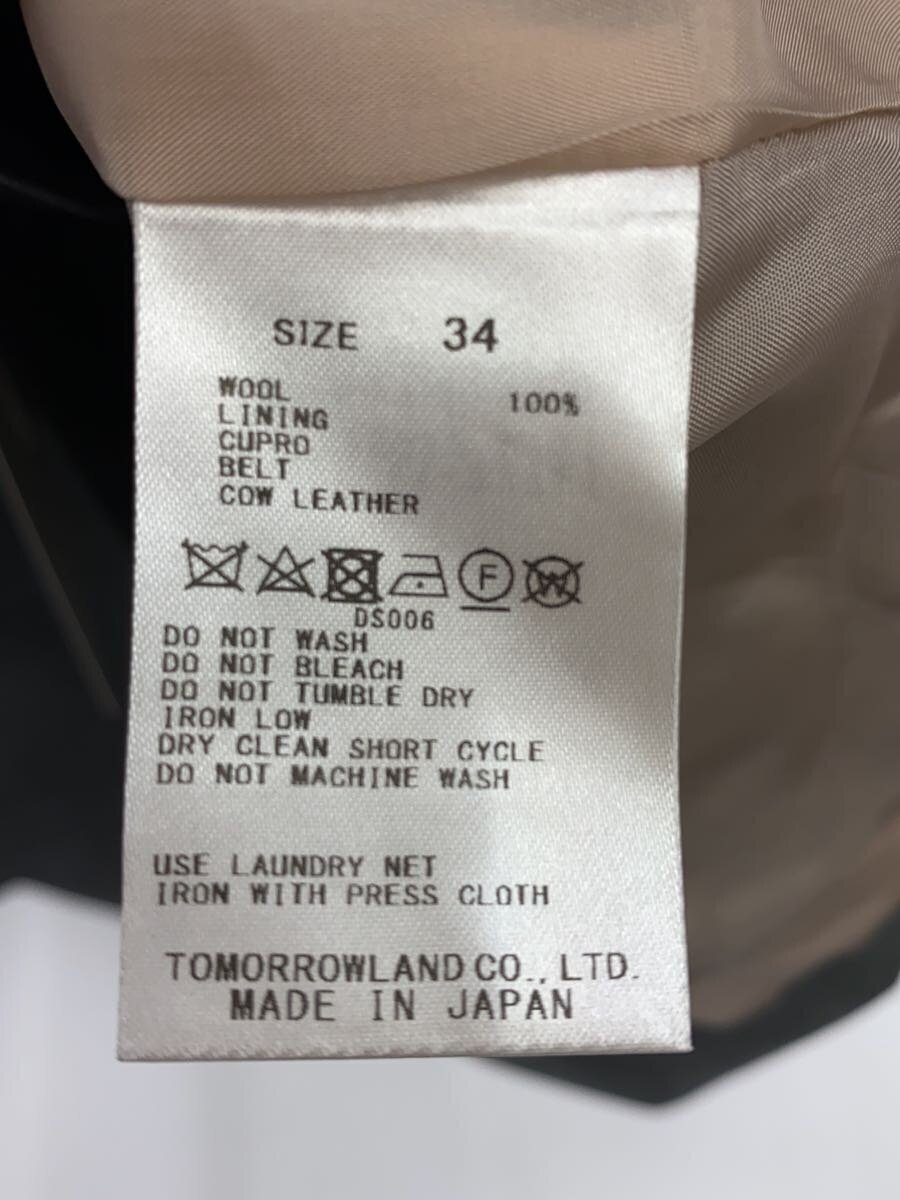 SIZE 34
WOOL 100%
LINING
CUPRO
BELT
COW LEATHER
F W
DS006
DO NOT WASH
DO NOT BLEACH
DO NOT TUMBLE DRY
IRON LOW
DRY CLEAN SHORT CYCLE
DO NOT MACHINE WASH
USE LAUNDRY NET
IRON WITH PRESS CLOTH
TOMORROWLAND CO., LTD.
MADE IN JAPAN